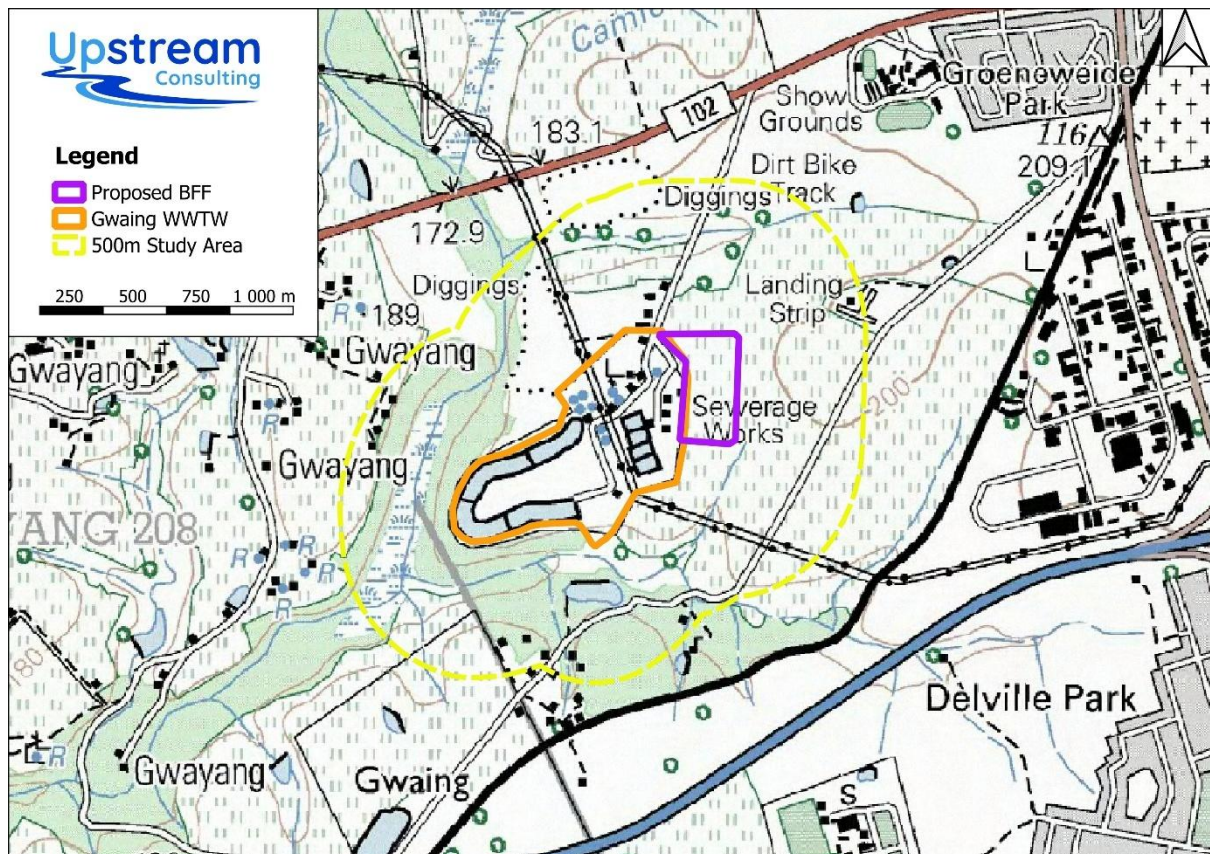 Upstream
Consulting
Legend
Proposed BFF
Gwaing WWTW
500m Study Area
250 500 750 1 000 m
102
183.1
172.9
Show
Grounds
Groeneweide
Park
116
209.1
Dirt Bike
Track
Diggings
Diggings
Landing
Strip
R
189
Gwayang
Gwayang
Gwayang
Sewerage
Works
200
YANG 208
R
R
R
R
80
R
Gwayang
Gwaing
Delville Park
S